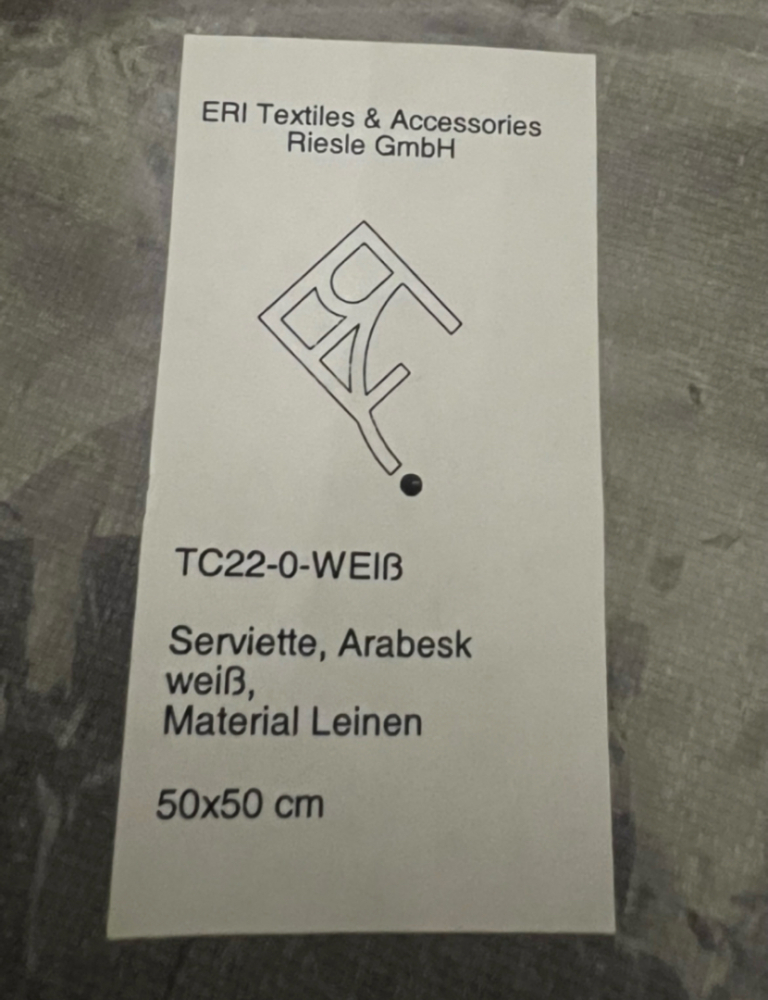 ERI Textiles & Accessories
Riesle GmbH
TC22-0-WEIß
Serviette, Arabesk
weiß,
Material Leinen
50x50 cm